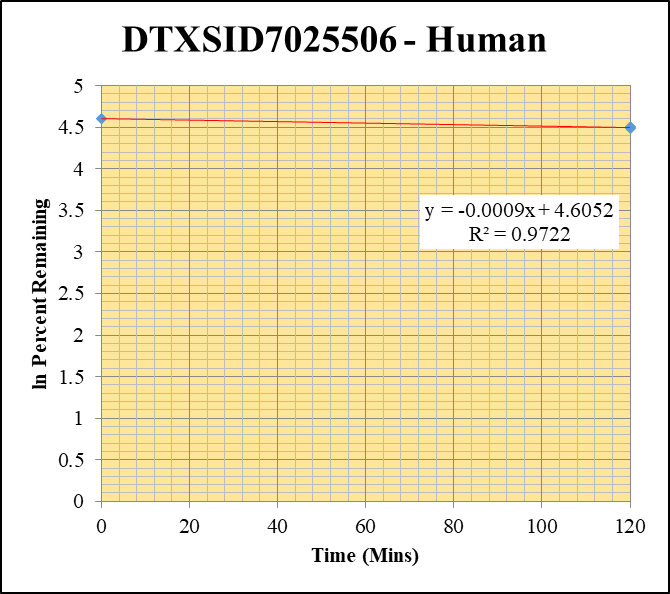 DTXSID7025506 - Human
5
4.5
4
3.5
3
2.5
2
1.5
1
0.5
0
ln Percent Remaining
y = -0.0009x + 4.6052
R² = 0.9722
0 20 40 60 80 100 120
Time (Mins)